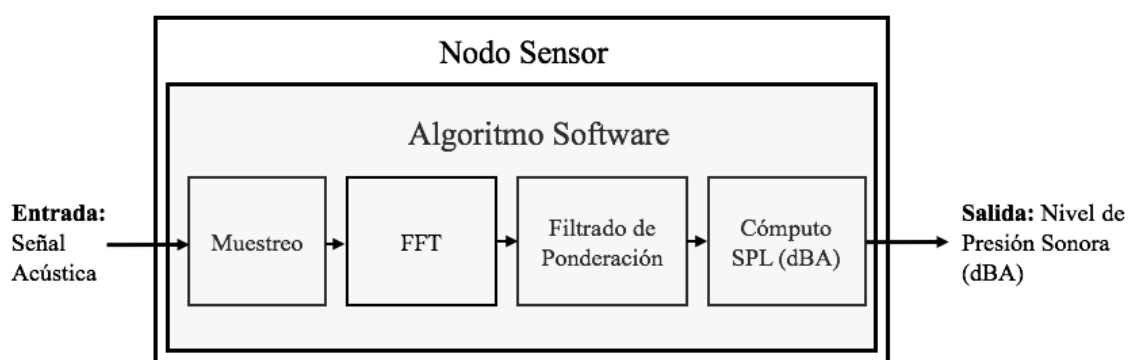 Nodo Sensor
Algoritmo Software
Entrada:
Señal
Acústica
Muestreo
FFT
Filtrado de
Ponderación
Cómputo
SPL (dBA)
Salida: Nivel de
Presión Sonora
(dBA)